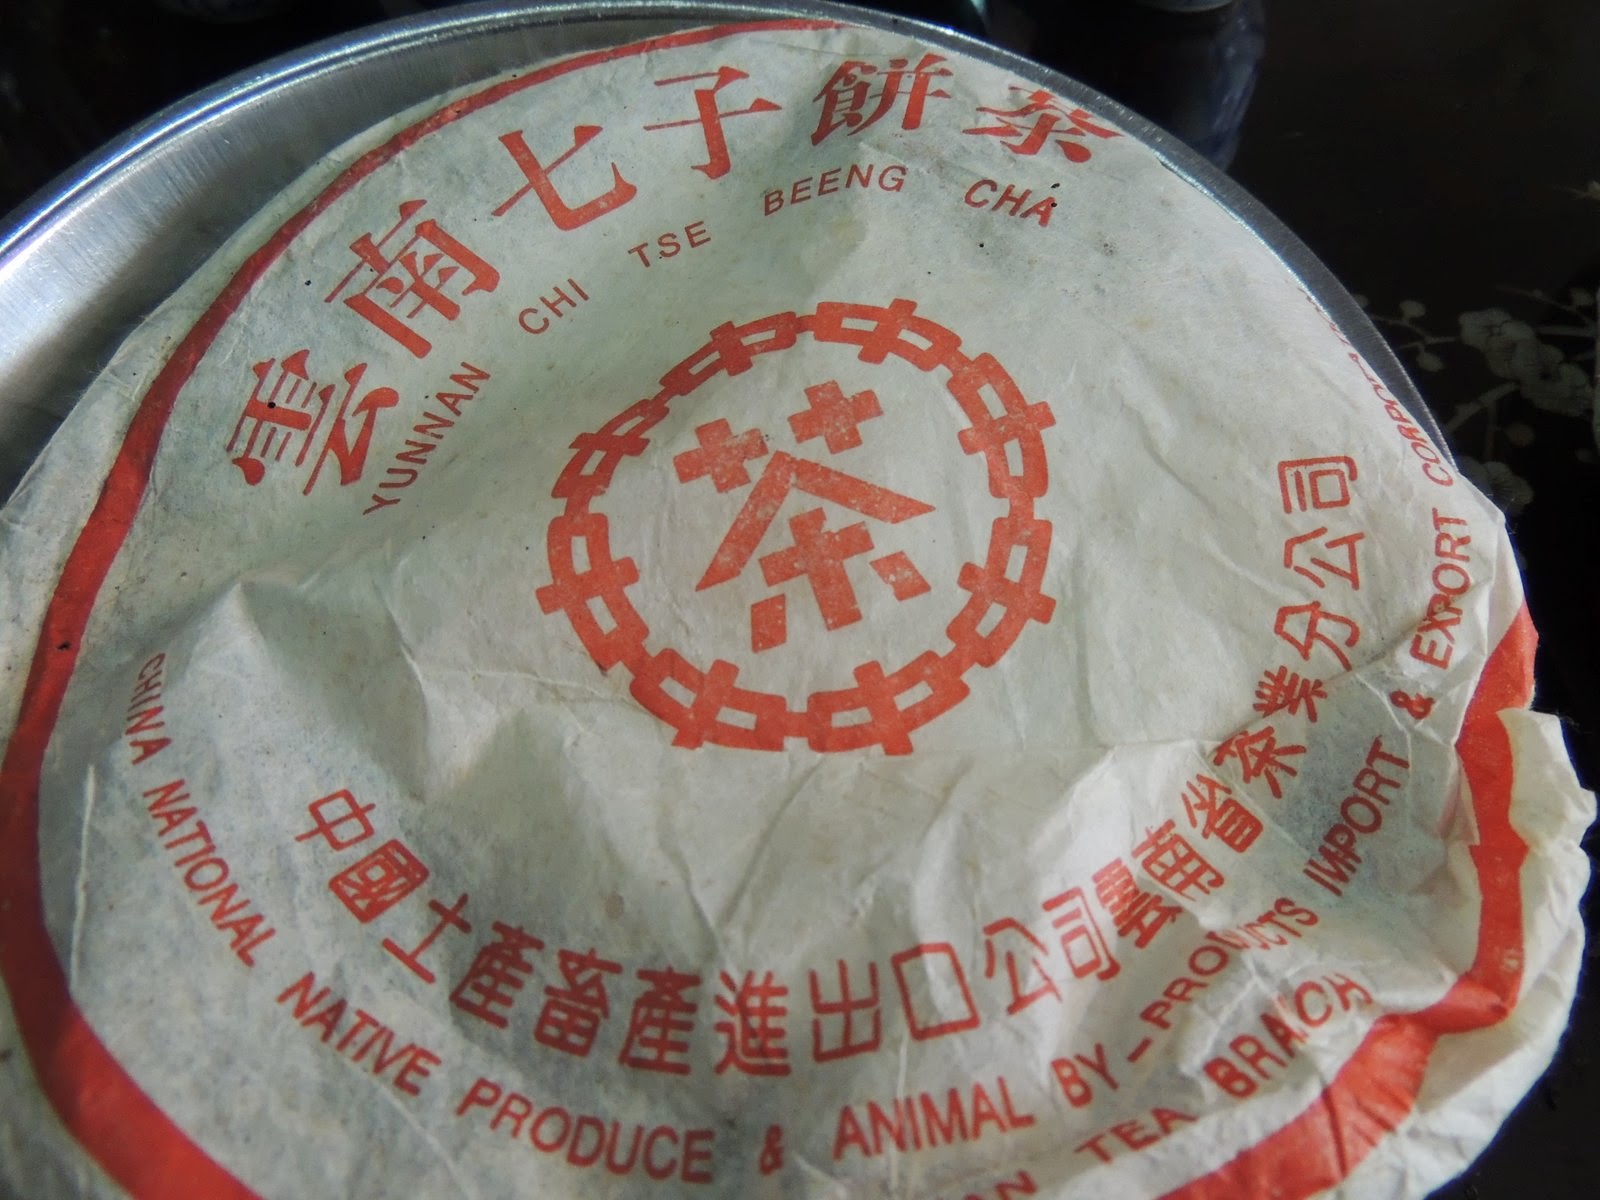 雲南七子餅茶
YUNNAN CHI TSE BEENG CHA
茶
中國土產畜產進出口公司雲南省茶業分公司
CHINA NATIONAL NATIVE PRODUCE & ANIMAL BY-PRODUCTS IMPORT & EXPORT
TEA BRACH